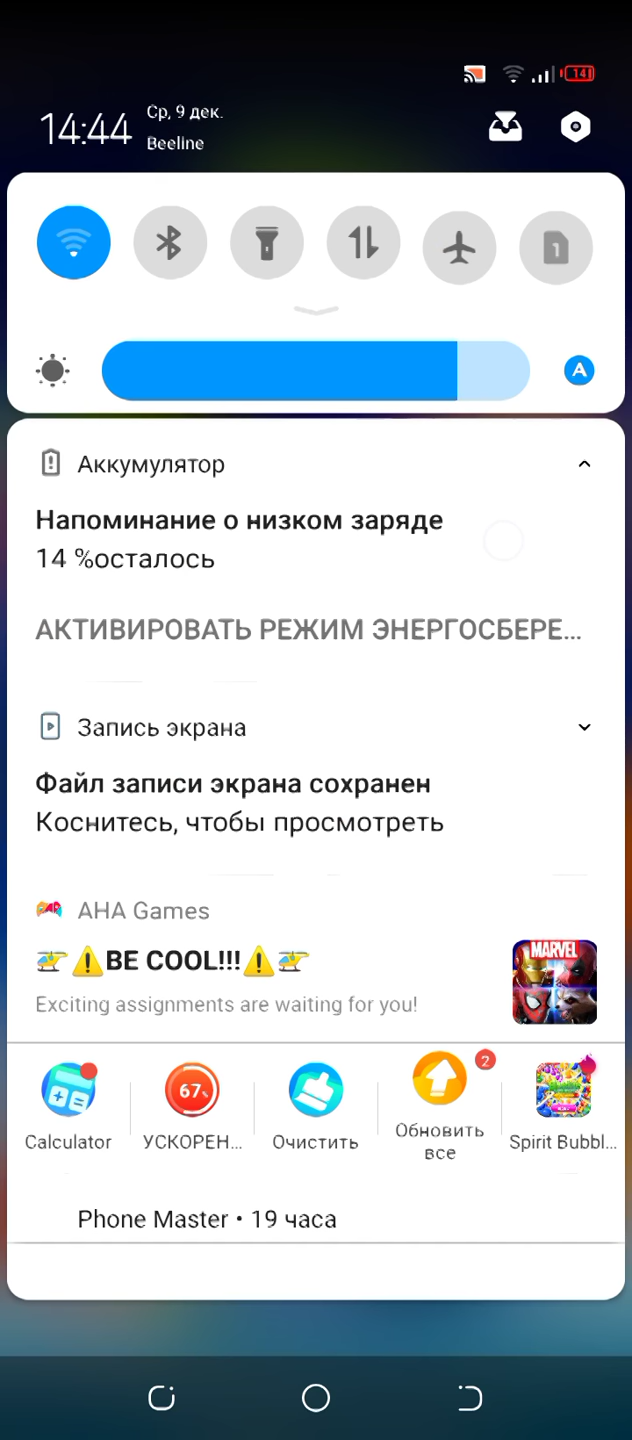 14
14:44
Ср, 9 дек.
Beeline
1
A
Аккумулятор
Напоминание о низком заряде
14 %осталось
АКТИВИРОВАТЬ РЕЖИМ ЭНЕРГОСБЕРЕ...
Запись экрана
Файл записи экрана сохранен
Коснитесь, чтобы просмотреть
AHA Games
🚁⚠️BE COOL!!!⚠️🚁
MARVEL
Exciting assignments are waiting for you!
67%
2
Calculator
УСКОРЕН...
Очистить
Обновить
все
Spirit Bubbl...
Phone Master • 19 часа